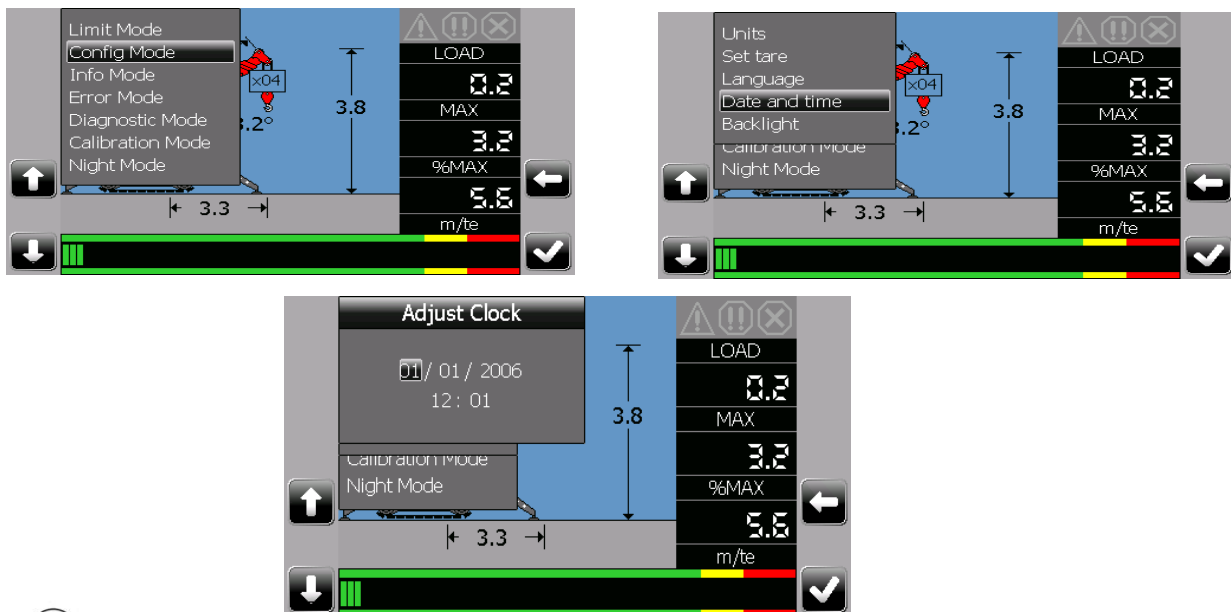 Limit Mode
Config Mode
Info Mode
Error Mode
Diagnostic Mode
Calibration Mode
Night Mode
x04
3.2°
3.8
3.3
LOAD
0.2
MAX
3.2
%MAX
5.6
m/te
Units
Set tare
Language
Date and time
Backlight
Calibration Mode
Night Mode
x04
.2°
3.8
3.3
LOAD
0.2
MAX
3.2
%MAX
5.6
m/te
Adjust Clock
01 / 01 / 2006
12 : 01
Calibration Mode
Night Mode
3.8
3.3
LOAD
0.2
MAX
3.2
%MAX
5.6
m/te